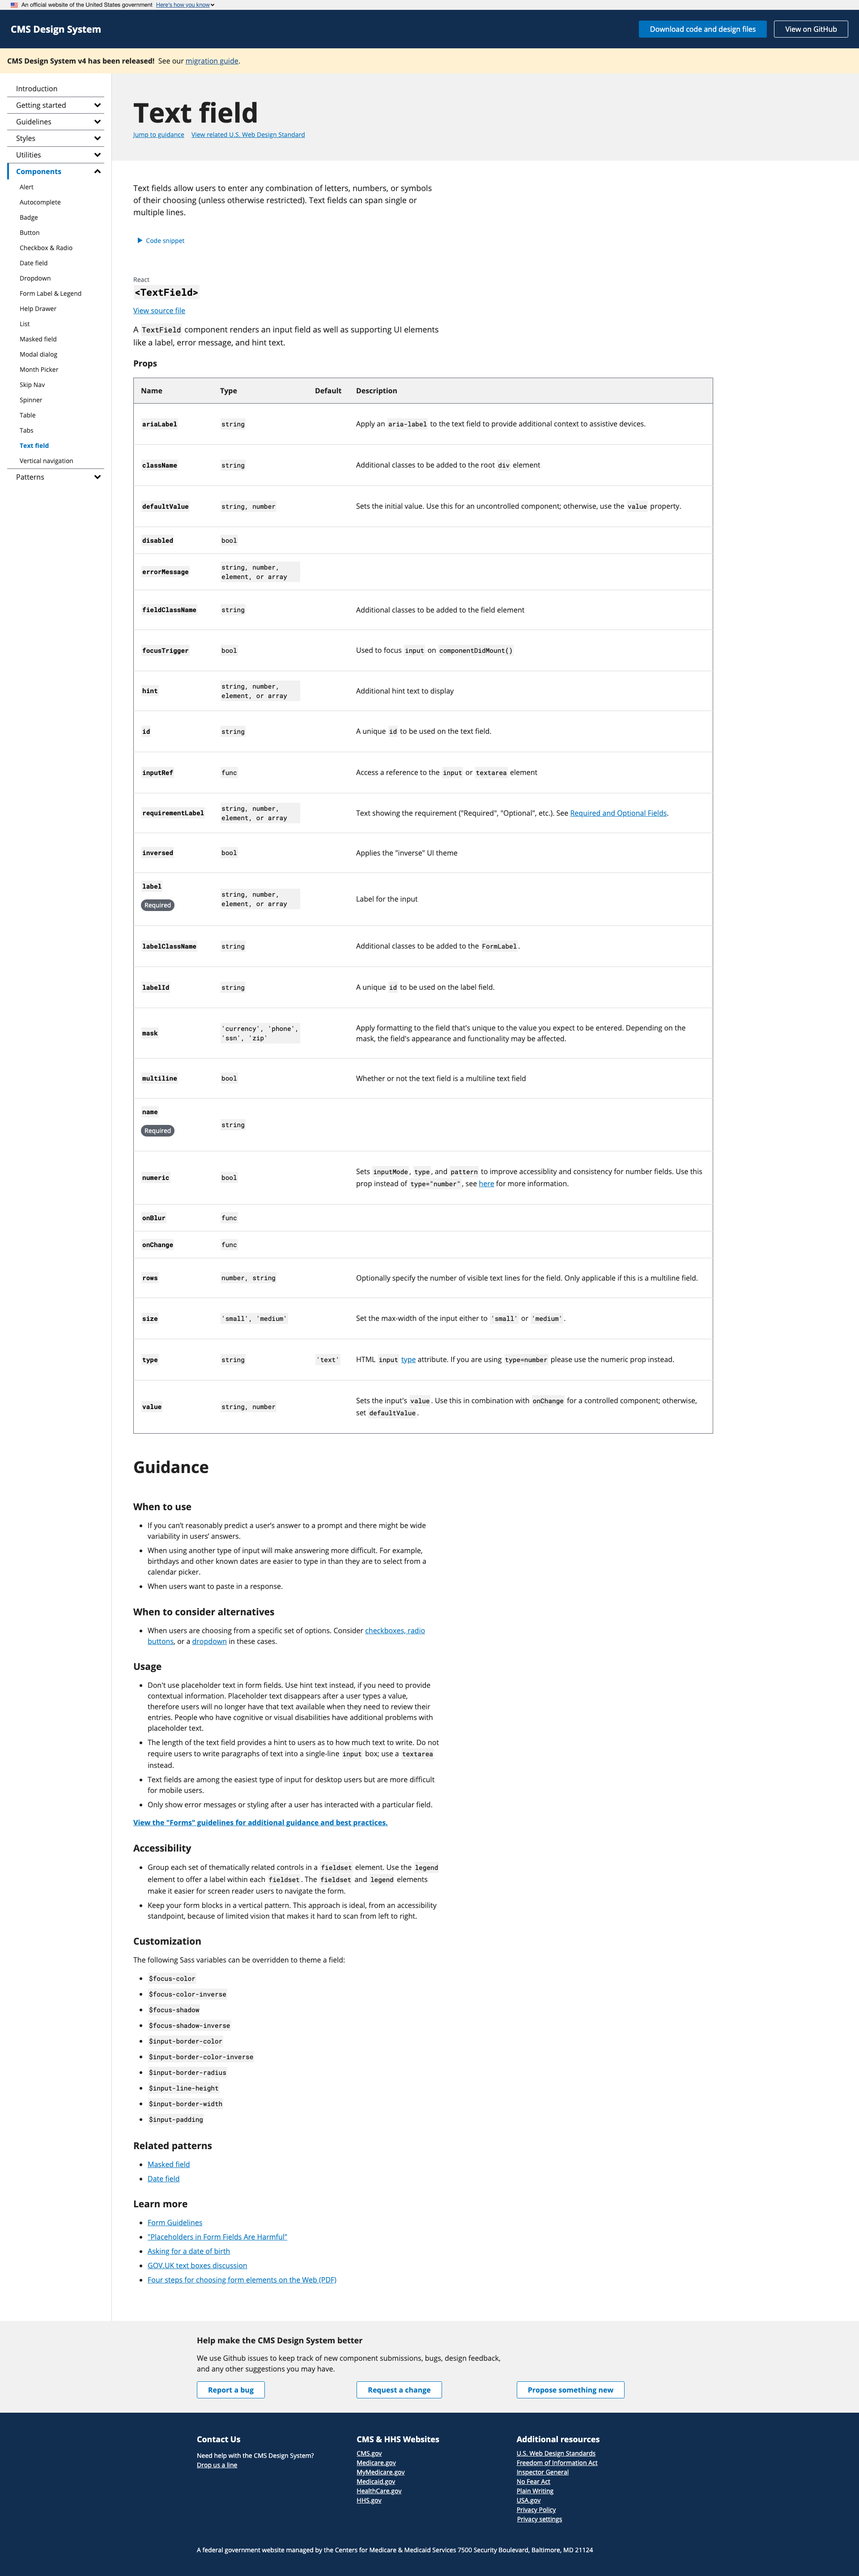 An official website of the United States government Here's how you know
CMS Design System
Download code and design files
View on GitHub
CMS Design System v4 has been released! See our migration guide.
Introduction
Getting started
Guidelines
Styles
Utilities
Components
Alert
Autocomplete
Badge
Button
Checkbox & Radio
Date field
Dropdown
Form Label & Legend
Help Drawer
List
Masked field
Modal dialog
Month Picker
Skip Nav
Spinner
Table
Tabs
Text field
Vertical navigation
Patterns
Text field
Jump to guidance View related U.S. Web Design Standard
Text fields allow users to enter any combination of letters, numbers, or symbols
of their choosing (unless otherwise restricted). Text fields can span single or
multiple lines.
Code snippet
React
<TextField>
View source file
A TextField component renders an input field as well as supporting UI elements
like a label, error message, and hint text.
Props
Name Type Default Description
ariaLabel string Apply an aria-label to the text field to provide additional context to assistive devices.
className string Additional classes to be added to the root div element
defaultValue string, number Sets the initial value. Use this for an uncontrolled component; otherwise, use the value property.
disabled bool
errorMessage string, number,
element, or array
fieldClassName string Additional classes to be added to the field element
focusTrigger bool Used to focus input on componentDidMount()
hint string, number,
element, or array Additional hint text to display
id string A unique id to be used on the text field.
inputRef func Access a reference to the input or textarea element
requirementLabel string, number,
element, or array Text showing the requirement ("Required", "Optional", etc.). See Required and Optional Fields.
inversed bool Applies the "inverse" UI theme
label
Required
string, number,
element, or array Label for the input
labelClassName string Additional classes to be added to the FormLabel.
labelId string A unique id to be used on the label field.
mask 'currency', 'phone',
'ssn', 'zip'
Apply formatting to the field that's unique to the value you expect to be entered. Depending on the
mask, the field's appearance and functionality may be affected.
multiline bool Whether or not the text field is a multiline text field
name
Required
string
numeric bool
Sets inputMode, type, and pattern to improve accessiblity and consistency for number fields. Use this
prop instead of type="number", see here for more information.
onBlur func
onChange func
rows number, string Optionally specify the number of visible text lines for the field. Only applicable if this is a multiline field.
size 'small', 'medium' Set the max-width of the input either to 'small' or 'medium'.
type string 'text' HTML input type attribute. If you are using type=number please use the numeric prop instead.
value string, number
Sets the input's value. Use this in combination with onChange for a controlled component; otherwise,
set defaultValue.
Guidance
When to use
If you can't reasonably predict a user's answer to a prompt and there might be wide
variability in users' answers.
When using another type of input will make answering more difficult. For example,
birthdays and other known dates are easier to type in than they are to select from a
calendar picker.
When users want to paste in a response.
When to consider alternatives
When users are choosing from a specific set of options. Consider checkboxes, radio
buttons, or a dropdown in these cases.
Usage
Don't use placeholder text in form fields. Use hint text instead, if you need to provide
contextual information. Placeholder text disappears after a user types a value,
therefore users will no longer have that text available when they need to review their
entries. People who have cognitive or visual disabilities have additional problems with
placeholder text.
The length of the text field provides a hint to users as to how much text to write. Do not
require users to write paragraphs of text into a single-line input box; use a textarea
instead.
Text fields are among the easiest type of input for desktop users but are more difficult
for mobile users.
Only show error messages or styling after a user has interacted with a particular field.
View the "Forms" guidelines for additional guidance and best practices.
Accessibility
Group each set of thematically related controls in a fieldset element. Use the legend
element to offer a label within each fieldset. The fieldset and legend elements
make it easier for screen reader users to navigate the form.
Keep your form blocks in a vertical pattern. This approach is ideal, from an accessibility
standpoint, because of limited vision that makes it hard to scan from left to right.
Customization
The following Sass variables can be overridden to theme a field:
$focus-color
$focus-color-inverse
$focus-shadow
$focus-shadow-inverse
$input-border-color
$input-border-color-inverse
$input-border-radius
$input-line-height
$input-border-width
$input-padding
Related patterns
Masked field
Date field
Learn more
Form Guidelines
"Placeholders in Form Fields Are Harmful"
Asking for a date of birth
GOV.UK text boxes discussion
Four steps for choosing form elements on the Web (PDF)
Help make the CMS Design System better
We use Github issues to keep track of new component submissions, bugs, design feedback,
and any other suggestions you may have.
Report a bug
Request a change
Propose something new
Contact Us
Need help with the CMS Design System?
Drop us a line
CMS & HHS Websites
CMS.gov
Medicare.gov
MyMedicare.gov
Medicaid.gov
HealthCare.gov
HHS.gov
Additional resources
U.S. Web Design Standards
Freedom of Information Act
Inspector General
No Fear Act
Plain Writing
USA.gov
Privacy Policy
Privacy settings
A federal government website managed by the Centers for Medicare & Medicaid Services 7500 Security Boulevard, Baltimore, MD 21124